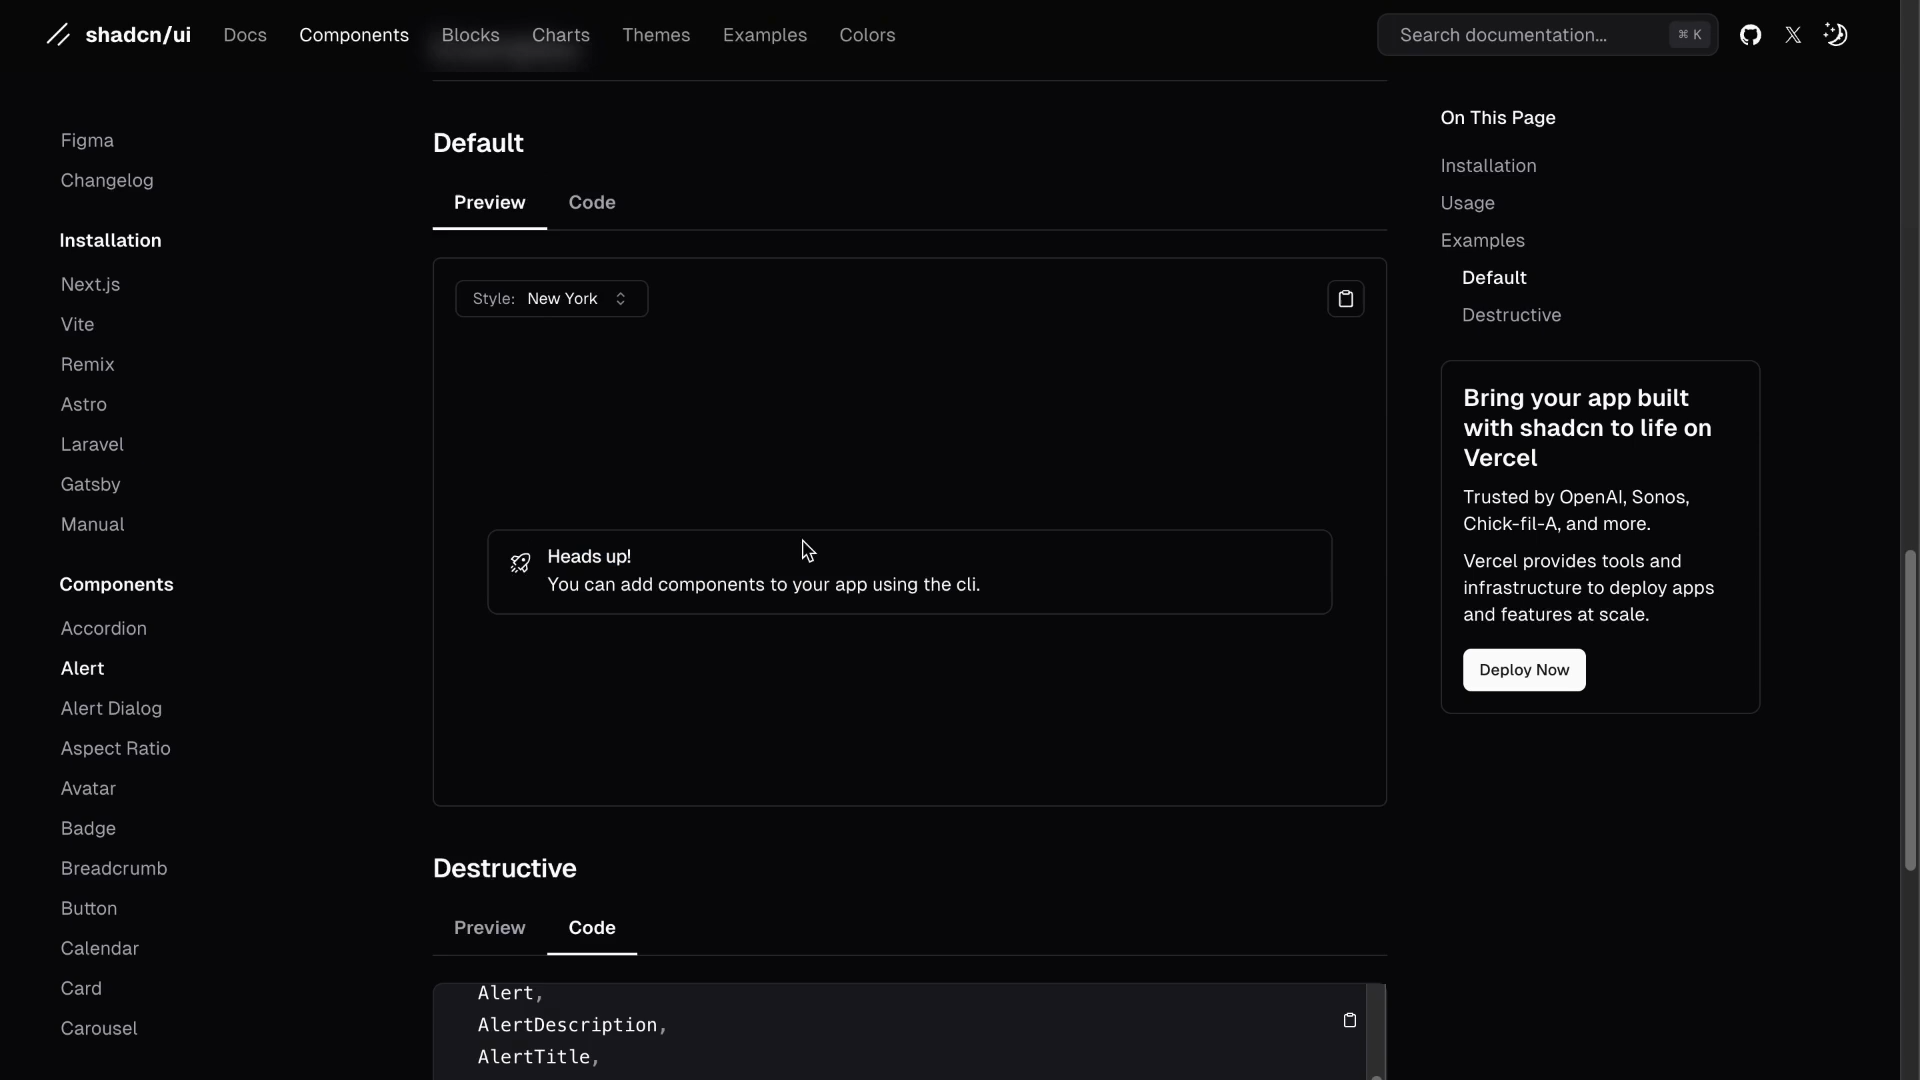 shadcn/ui
Docs
Components
Blocks
Charts
Themes
Examples
Colors
Search documentation...
⌘ K
Figma
Changelog
Installation
Next.js
Vite
Remix
Astro
Laravel
Gatsby
Manual
Components
Accordion
Alert
Alert Dialog
Aspect Ratio
Avatar
Badge
Breadcrumb
Button
Calendar
Card
Carousel
Default
Preview
Code
Style: New York
Heads up!
You can add components to your app using the cli.
Destructive
Preview
Code
Alert,
AlertDescription,
AlertTitle,
On This Page
Installation
Usage
Examples
Default
Destructive
Bring your app built
with shadcn to life on
Vercel
Trusted by OpenAI, Sonos,
Chick-fil-A, and more.
Vercel provides tools and
infrastructure to deploy apps
and features at scale.
Deploy Now